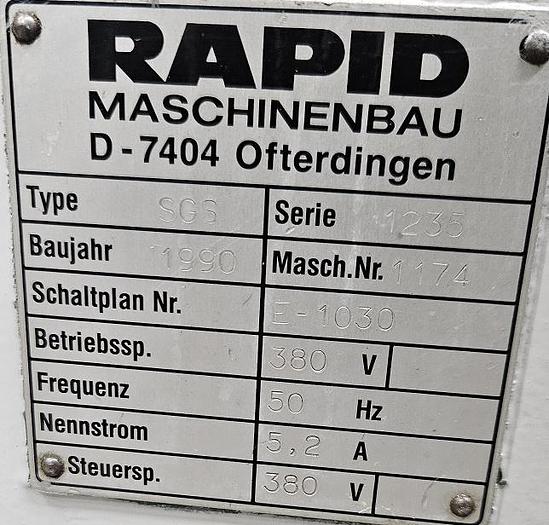 RAPID
MASCHINENBAU
D-7404 Ofterdingen
Type SGS Serie 1235
Baujahr 1990 Masch.Nr. 1174
Schaltplan Nr. E-1030
Betriebssp. 380 V
Frequenz 50 Hz
Nennstrom 5,2 A
Steuersp. 380 V